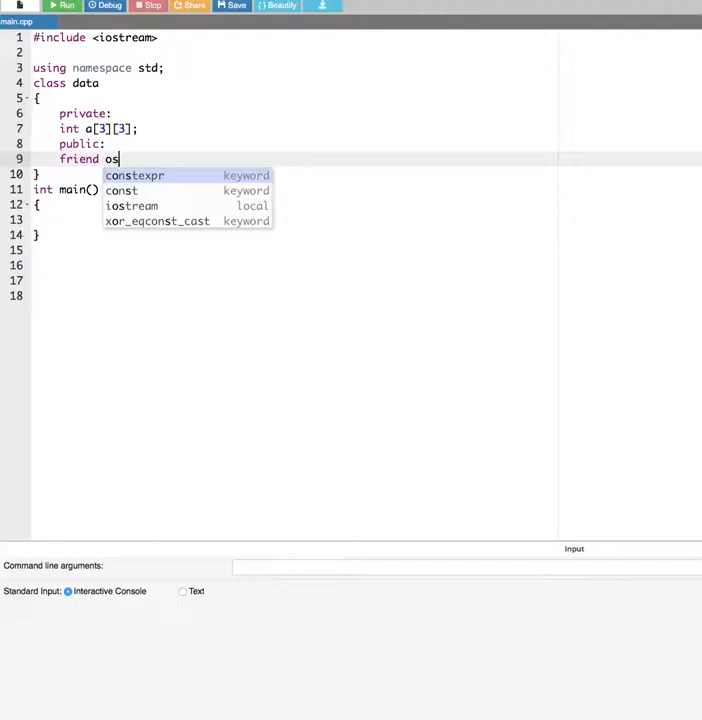 Run Debug Stop Share Save { } Beautify
main.cpp
1 #include <iostream>
2
3 using namespace std;
4 class data
5 {
6 private:
7 int a[3][3];
8 public:
9 friend os
constexpr keyword
10 }
const keyword
11 int main()
iostream local
12 {
xor_eqconst_cast keyword
13
14 }
15
16
17
18
Input
Command line arguments:
Standard Input: Interactive Console Text